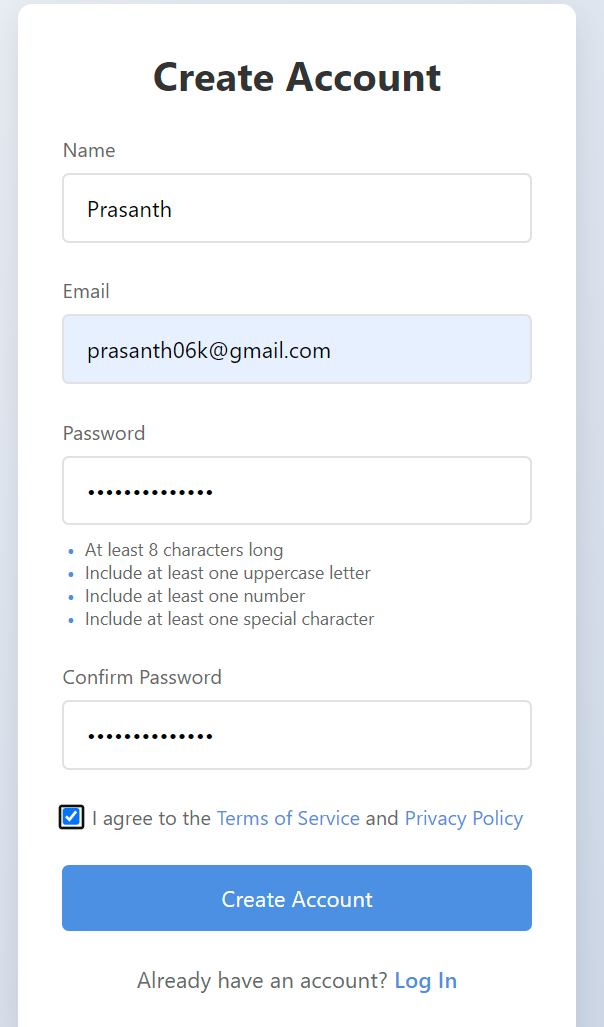 Create Account
Name
Prasanth
Email
prasanth06k@gmail.com
Password
••••••••••••••
• At least 8 characters long
• Include at least one uppercase letter
• Include at least one number
• Include at least one special character
Confirm Password
••••••••••••••
I agree to the Terms of Service and Privacy Policy
Create Account
Already have an account? Log In